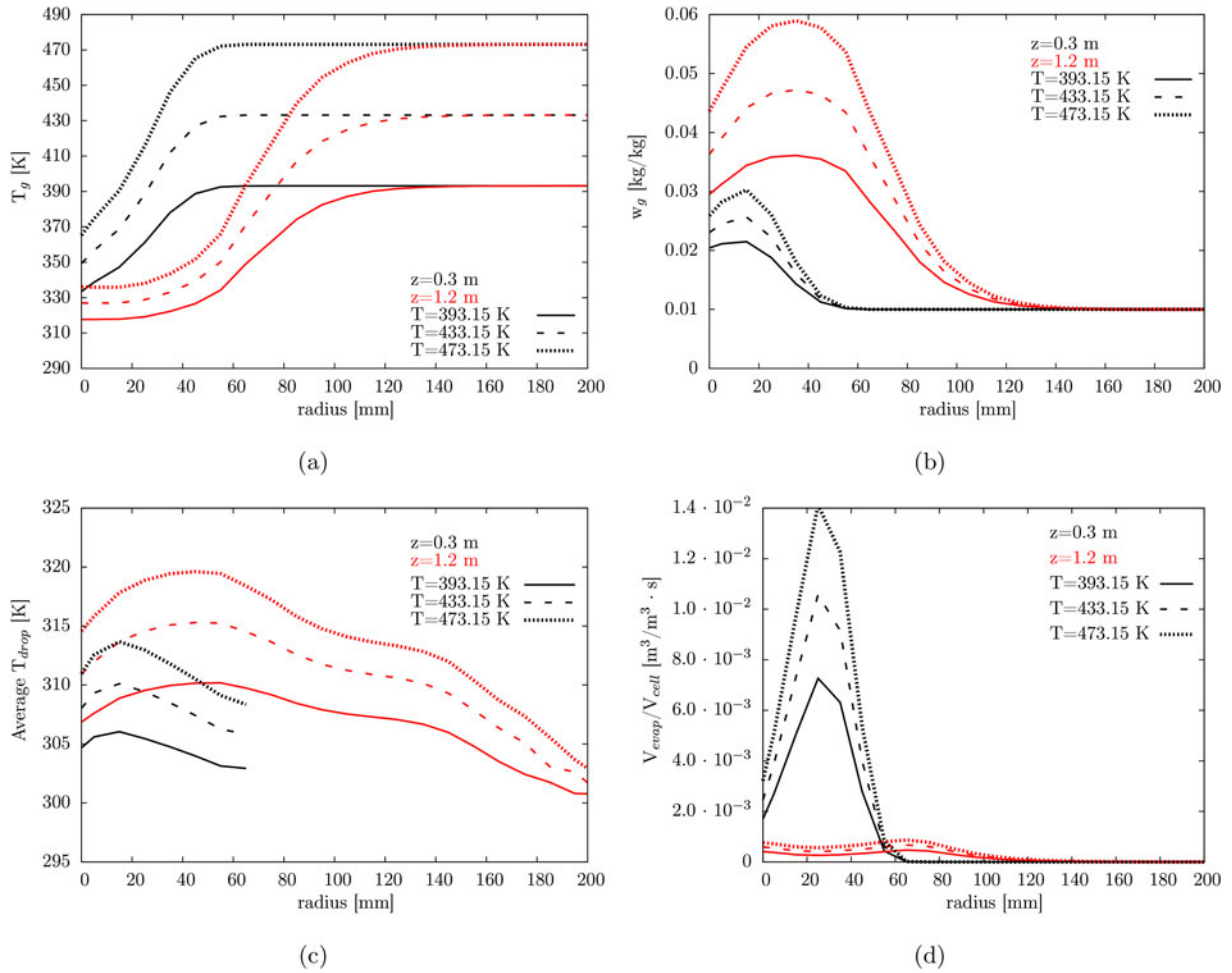 490
470
450
430
410
390
370
350
330
310
290
T_g [K]
z=0.3 m
z=1.2 m
T=393.15 K
T=433.15 K
T=473.15 K
0 20 40 60 80 100 120 140 160 180 200
radius [mm]
(a)
0.06
0.05
0.04
0.03
0.02
0.01
0
w_g [kg/kg]
z=0.3 m
z=1.2 m
T=393.15 K
T=433.15 K
T=473.15 K
0 20 40 60 80 100 120 140 160 180 200
radius [mm]
(b)
325
320
315
310
305
300
295
Average T_drop [K]
z=0.3 m
z=1.2 m
T=393.15 K
T=433.15 K
T=473.15 K
0 20 40 60 80 100 120 140 160 180 200
radius [mm]
(c)
1.4 · 10⁻²
1.2 · 10⁻²
1.0 · 10⁻²
8.0 · 10⁻³
6.0 · 10⁻³
4.0 · 10⁻³
2.0 · 10⁻³
0
V_evap/V_cell [m³/m³ · s]
z=0.3 m
z=1.2 m
T=393.15 K
T=433.15 K
T=473.15 K
0 20 40 60 80 100 120 140 160 180 200
radius [mm]
(d)